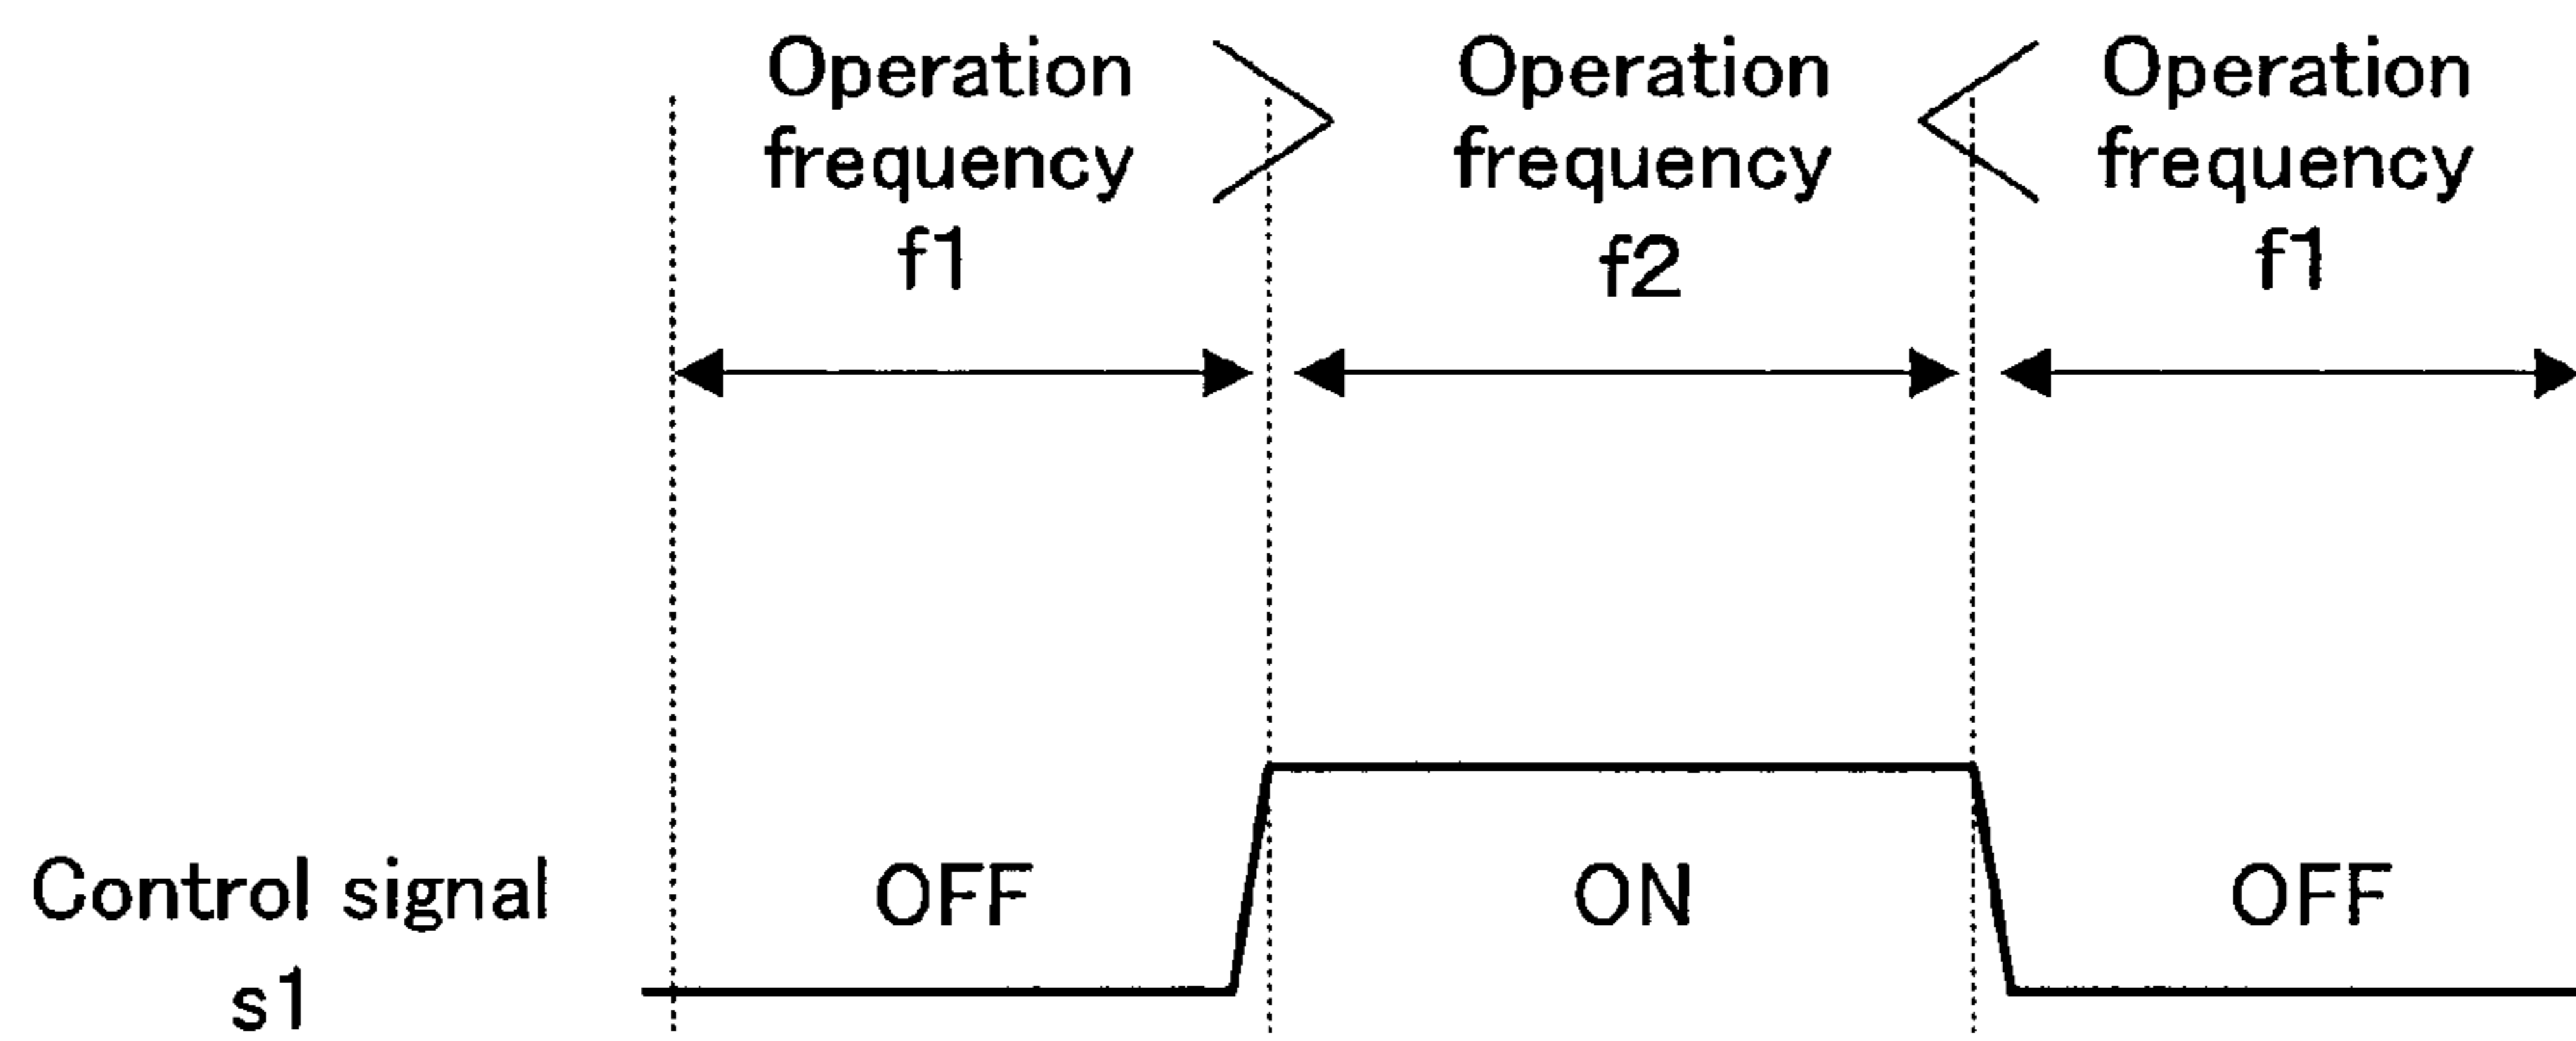 Operation
frequency
f1
>
Operation
frequency
f2
<
Operation
frequency
f1
Control signal
s1
OFF
ON
OFF